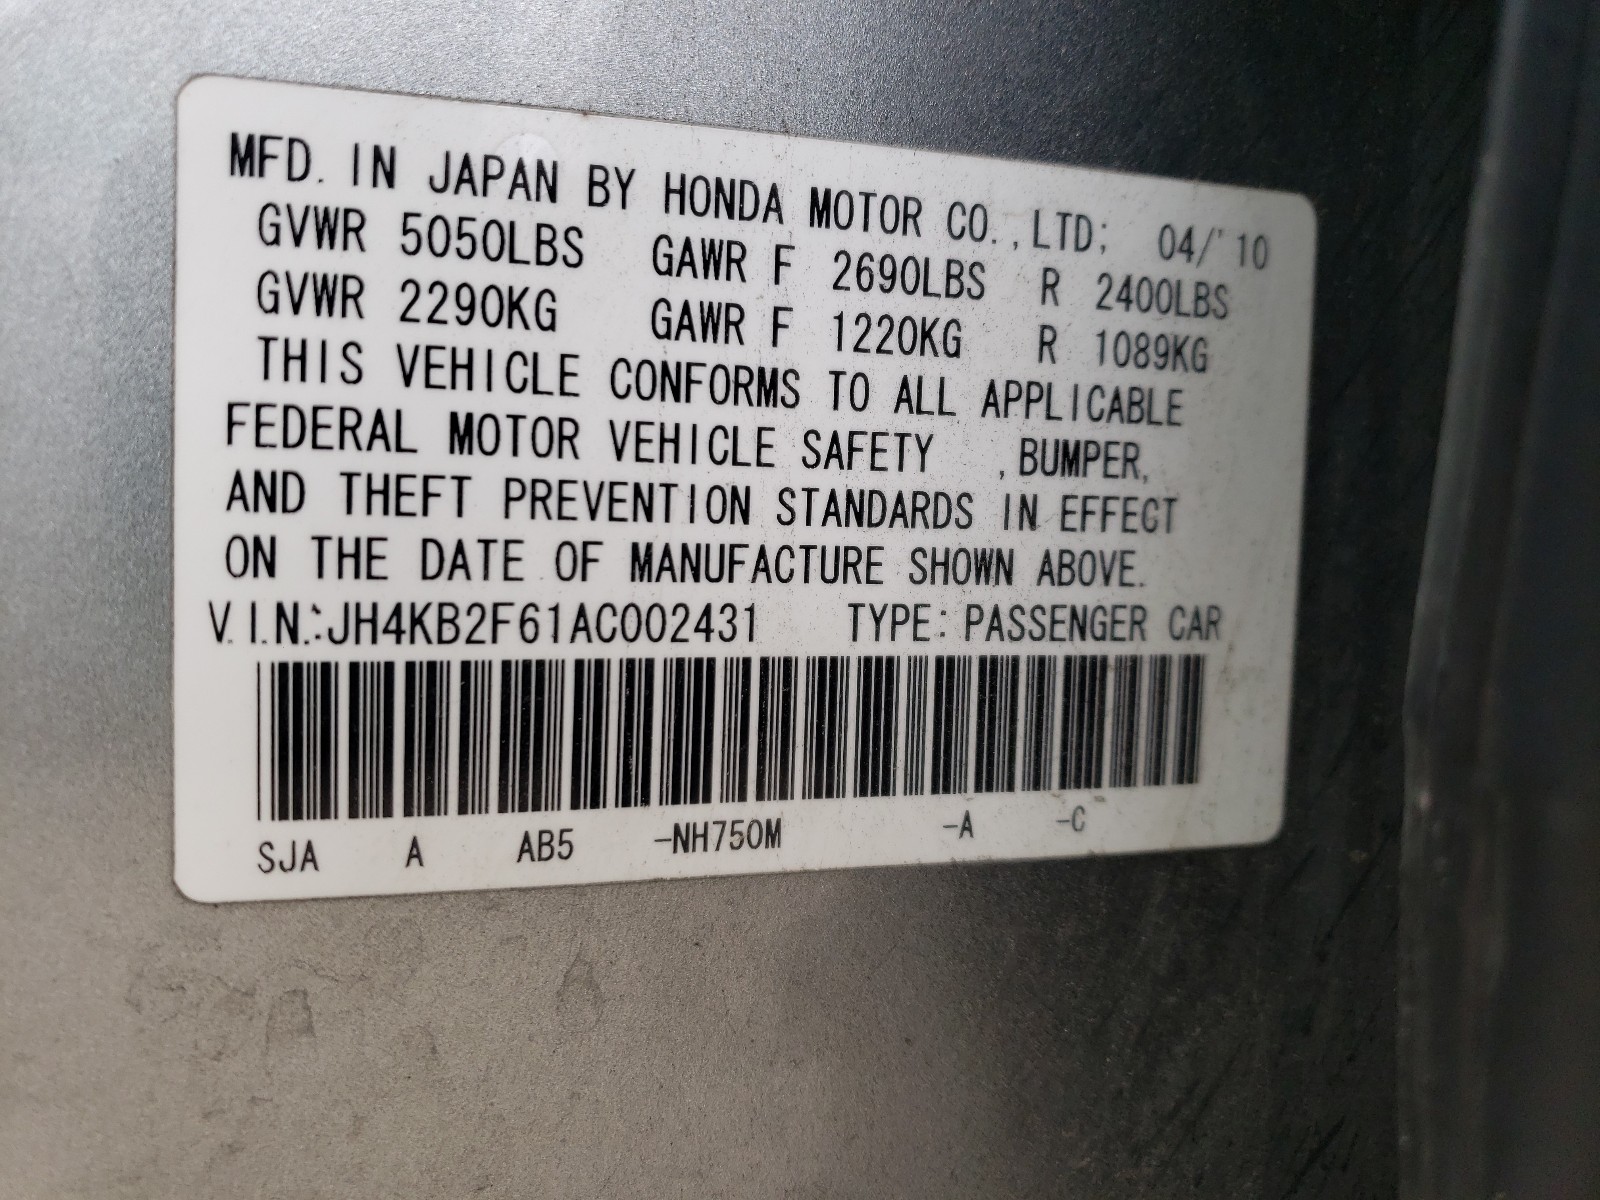 MFD. IN JAPAN BY HONDA MOTOR CO.,LTD; 04/'10
GVWR 5050LBS GAWR F 2690LBS R 2400LBS
GVWR 2290KG GAWR F 1220KG R 1089KG
THIS VEHICLE CONFORMS TO ALL APPLICABLE
FEDERAL MOTOR VEHICLE SAFETY ,BUMPER,
AND THEFT PREVENTION STANDARDS IN EFFECT
ON THE DATE OF MANUFACTURE SHOWN ABOVE.
V.I.N.:JH4KB2F61AC002431 TYPE: PASSENGER CAR
SJA A AB5 -NH750M -A -C